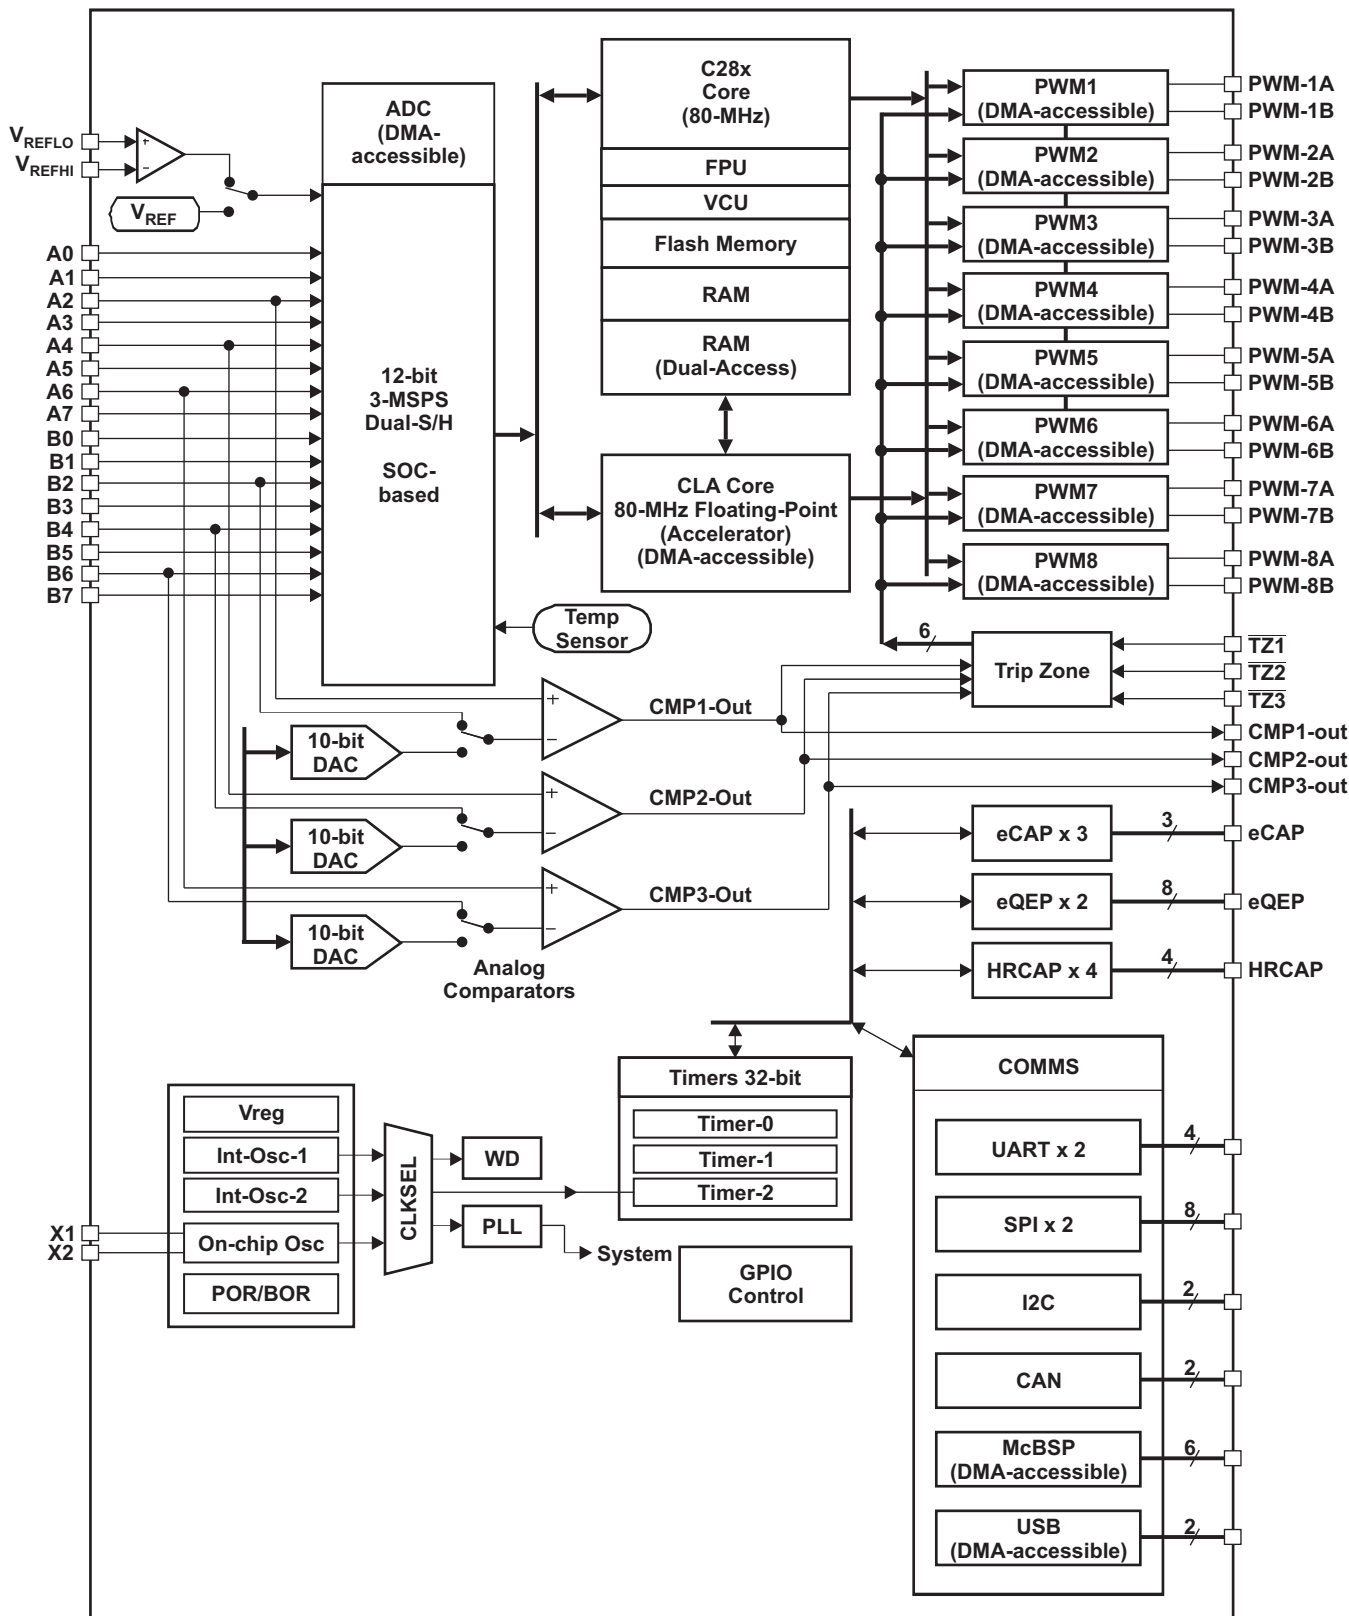 V_REFLO
V_REFHI
+
−
V_REF
A0
A1
A2
A3
A4
A5
A6
A7
B0
B1
B2
B3
B4
B5
B6
B7
ADC
(DMA-
accessible)
12-bit
3-MSPS
Dual-S/H
SOC-
based
Temp
Sensor
C28x
Core
(80-MHz)
FPU
VCU
Flash Memory
RAM
RAM
(Dual-Access)
CLA Core
80-MHz Floating-Point
(Accelerator)
(DMA-accessible)
PWM1
(DMA-accessible)
PWM2
(DMA-accessible)
PWM3
(DMA-accessible)
PWM4
(DMA-accessible)
PWM5
(DMA-accessible)
PWM6
(DMA-accessible)
PWM7
(DMA-accessible)
PWM8
(DMA-accessible)
PWM-1A
PWM-1B
PWM-2A
PWM-2B
PWM-3A
PWM-3B
PWM-4A
PWM-4B
PWM-5A
PWM-5B
PWM-6A
PWM-6B
PWM-7A
PWM-7B
PWM-8A
PWM-8B
6
Trip Zone
TZ1
TZ2
TZ3
10-bit
DAC
+
−
CMP1-Out
CMP1-out
10-bit
DAC
+
−
CMP2-Out
CMP2-out
10-bit
DAC
+
−
CMP3-Out
CMP3-out
Analog
Comparators
eCAP x 3
3
eCAP
eQEP x 2
8
eQEP
HRCAP x 4
4
HRCAP
Timers 32-bit
Timer-0
Timer-1
Timer-2
Vreg
Int-Osc-1
Int-Osc-2
On-chip Osc
POR/BOR
X1
X2
CLKSEL
WD
PLL
System
GPIO
Control
COMMS
UART x 2
4
SPI x 2
8
I2C
2
CAN
2
McBSP
(DMA-accessible)
6
USB
(DMA-accessible)
2